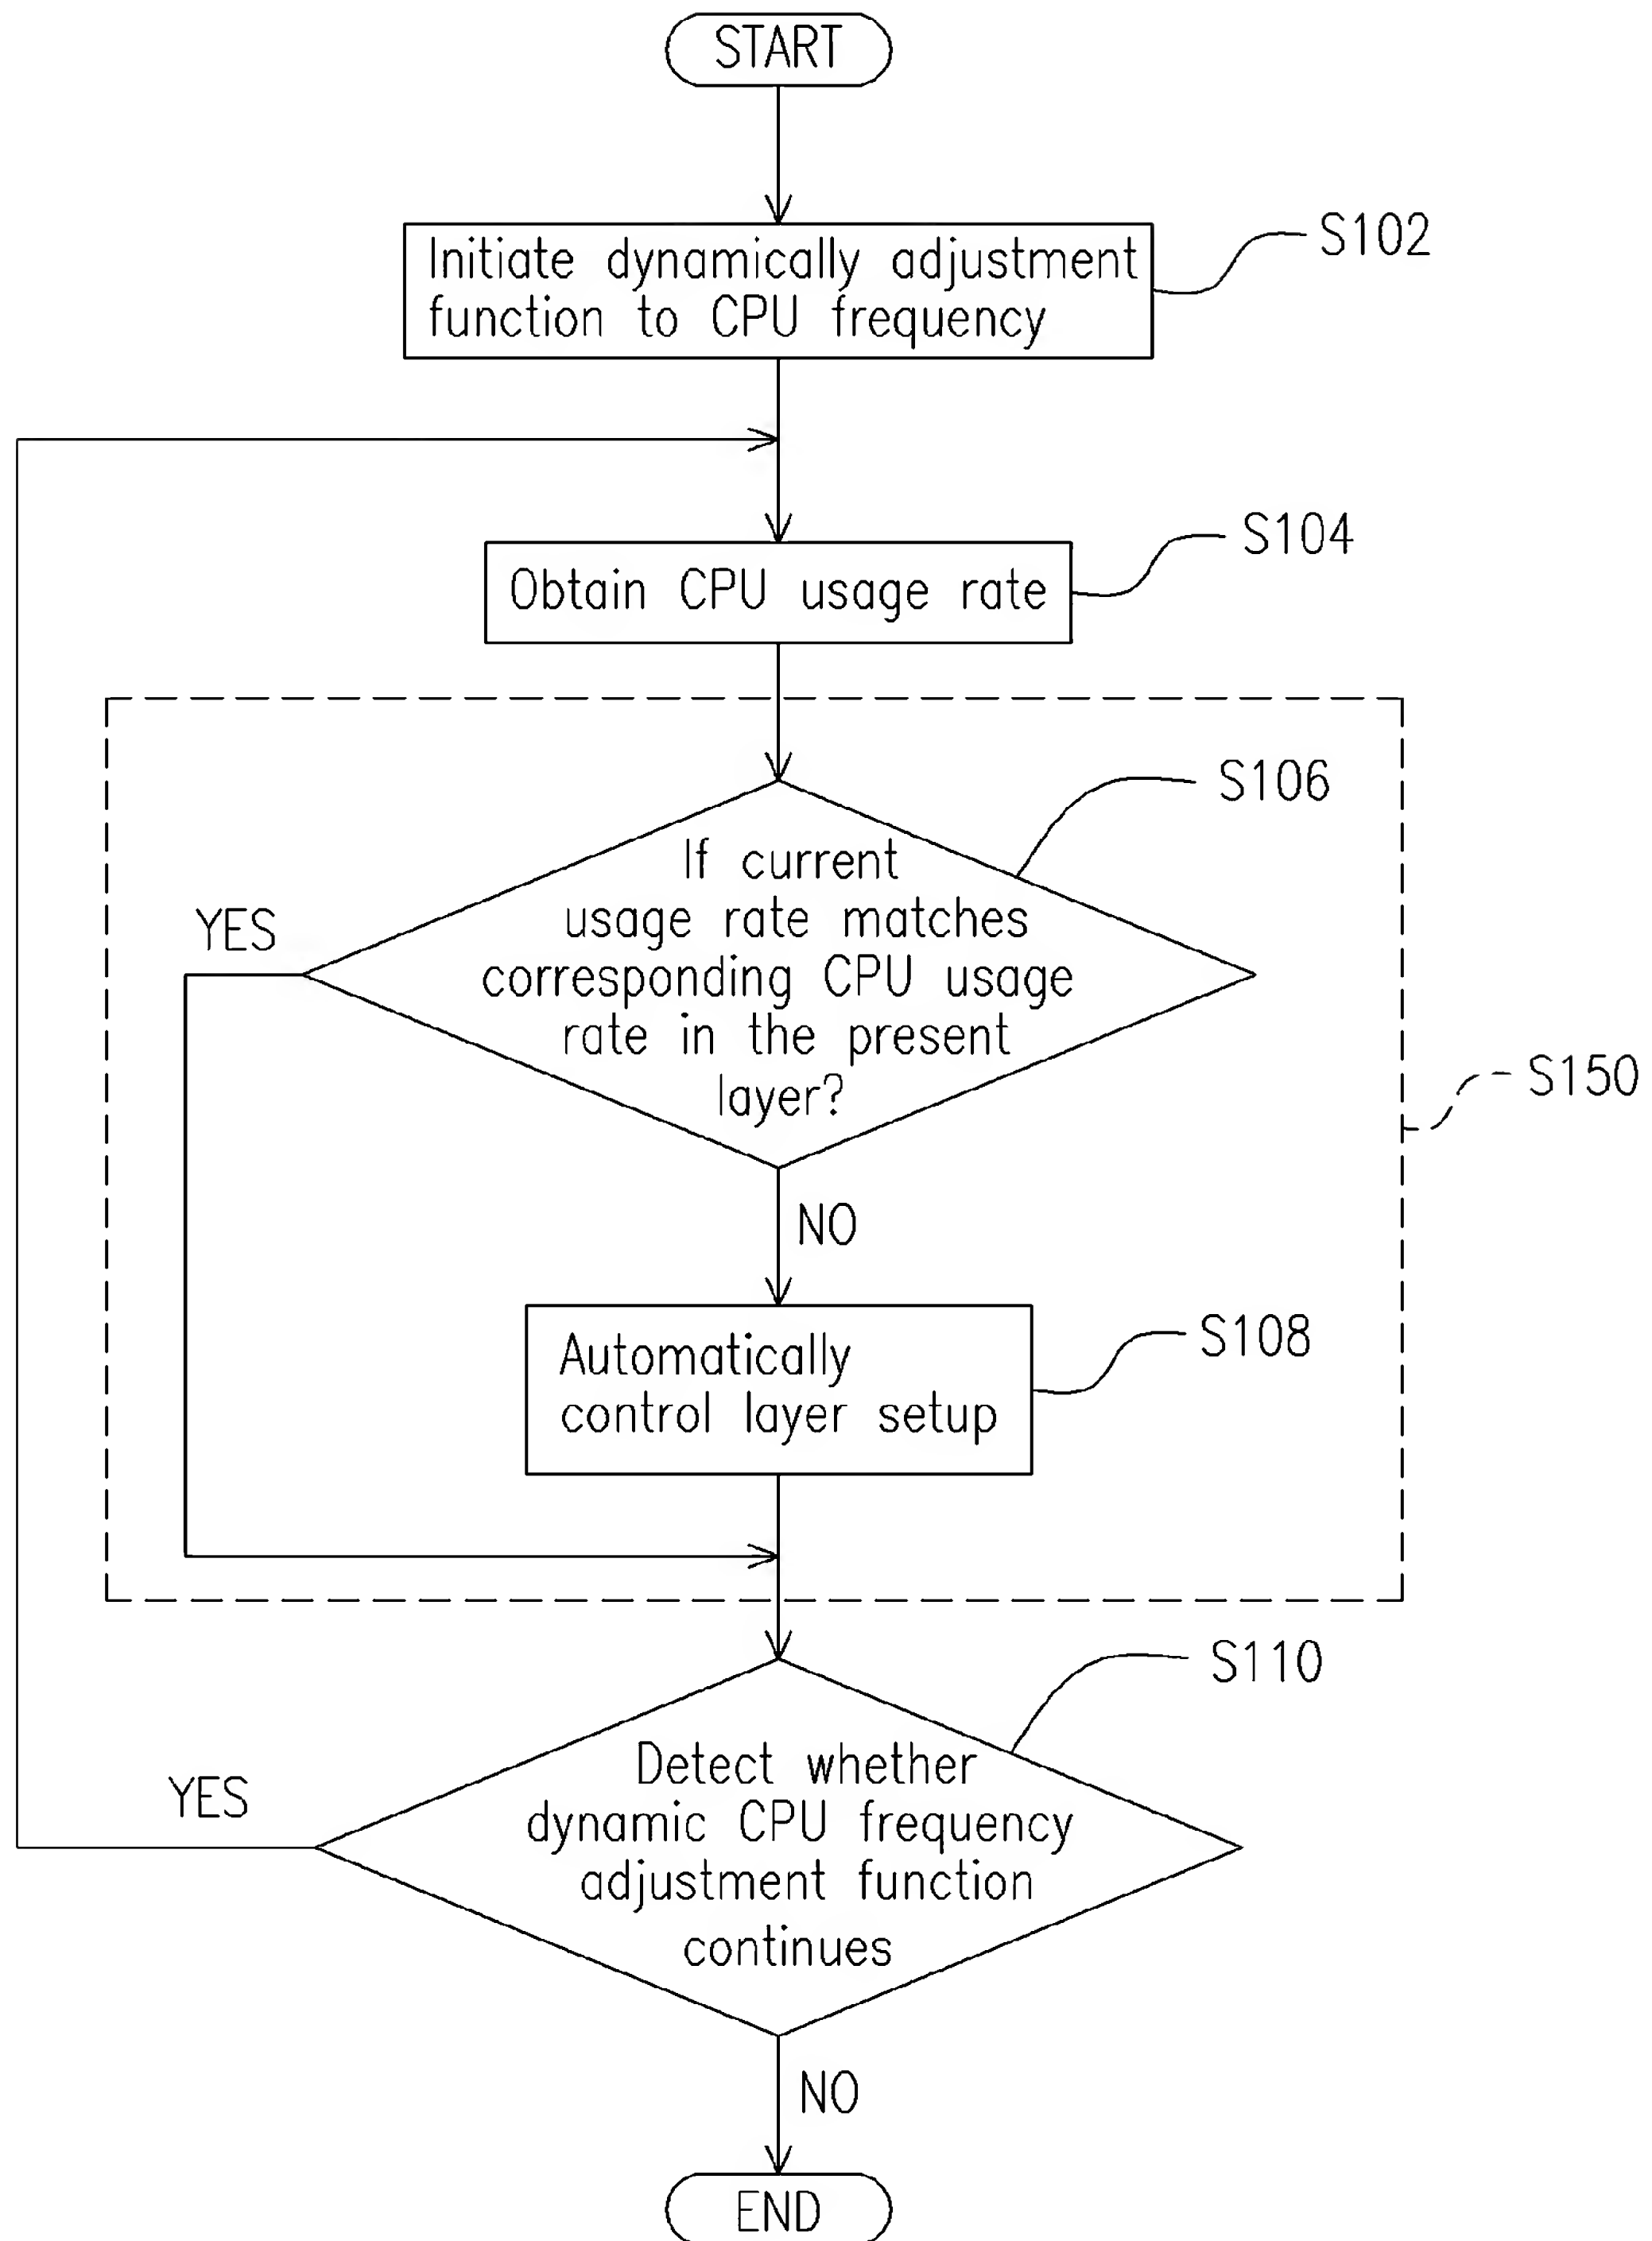 START
Initiate dynamically adjustment
function to CPU frequency
S102
Obtain CPU usage rate
S104
If current
usage rate matches
corresponding CPU usage
rate in the present
layer?
S106
YES
NO
S150
Automatically
control layer setup
S108
Detect whether
dynamic CPU frequency
adjustment function
continues
S110
YES
NO
END